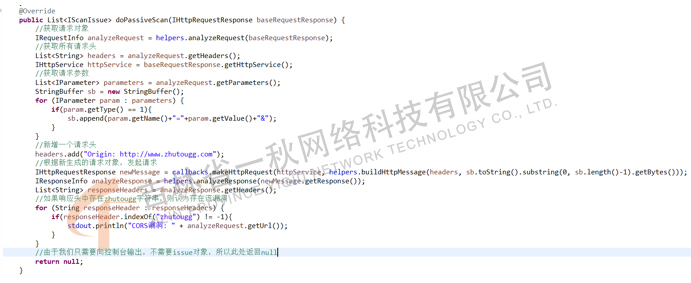 @Override
public List<IScanIssue> doPassiveScan(IHttpRequestResponse baseRequestResponse) {
//获取请求对象
IRequestInfo analyzeRequest = helpers.analyzeRequest(baseRequestResponse);
//获取所有请求头
List<String> headers = analyzeRequest.getHeaders();
IHttpService httpService = baseRequestResponse.getHttpService();
//获取请求参数
List<IParameter> parameters = analyzeRequest.getParameters();
StringBuffer sb = new StringBuffer();
for (IParameter param : parameters) {
if(param.getType() == 1){
sb.append(param.getName()+"="+param.getValue()+"&");
}
}
//新增一个请求头
headers.add("Origin: http://www.zhutougg.com");
//根据新生成的请求对象，发起请求
IHttpRequestResponse newMessage = callbacks.makeHttpRequest(httpService, helpers.buildHttpMessage(headers, sb.toString().substring(0, sb.length()-1).getBytes()));
IResponseInfo analyzeResponse = helpers.analyzeResponse(newMessage.getResponse());
List<String> responseHeaders = analyzeResponse.getHeaders();
//如果响应头中存在zhutougg字符串，则认为存在该漏洞
for (String responseHeader : responseHeaders) {
if(responseHeader.indexOf("zhutougg") != -1){
stdout.println("CORS漏洞: " + analyzeRequest.getUrl());
}
}
//由于我们只需要向控制台输出，不需要issue对象，所以此处返回null
return null;
}
省一秋网络科技有限公司
NETWORK TECHNOLOGY CO., LTD.